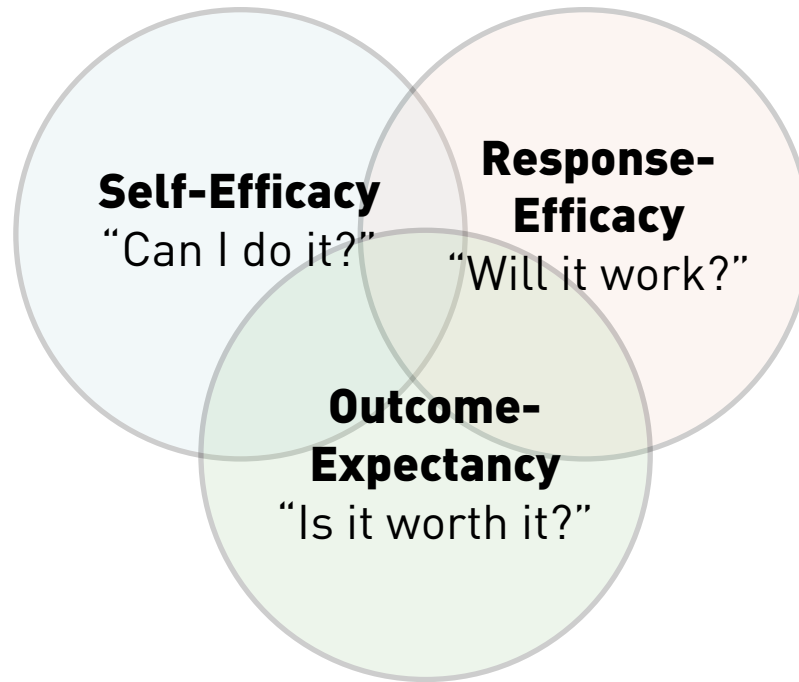 Self-Efficacy
“Can I do it?”
Response-
Efficacy
“Will it work?”
Outcome-
Expectancy
“Is it worth it?”